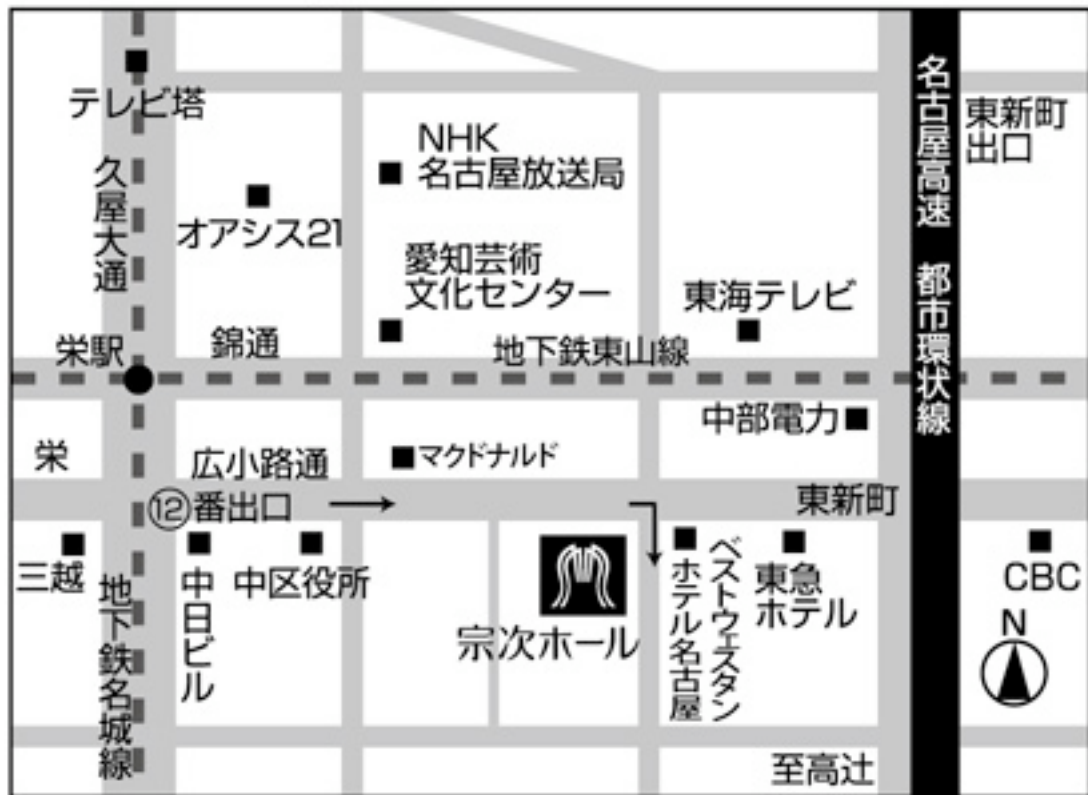 テレビ塔
久屋大通
オアシス21
NHK
名古屋放送局
愛知芸術
文化センター
東海テレビ
名古屋高速 都市環状線
東新町
出口
栄駅
錦通
地下鉄東山線
中部電力
栄
広小路通
マクドナルド
⑫番出口
東新町
三越
地下鉄名城線
中日ビル
中区役所
宗次ホール
ベストウェスタン
ホテル名古屋
東急
ホテル
CBC
N
至高辻